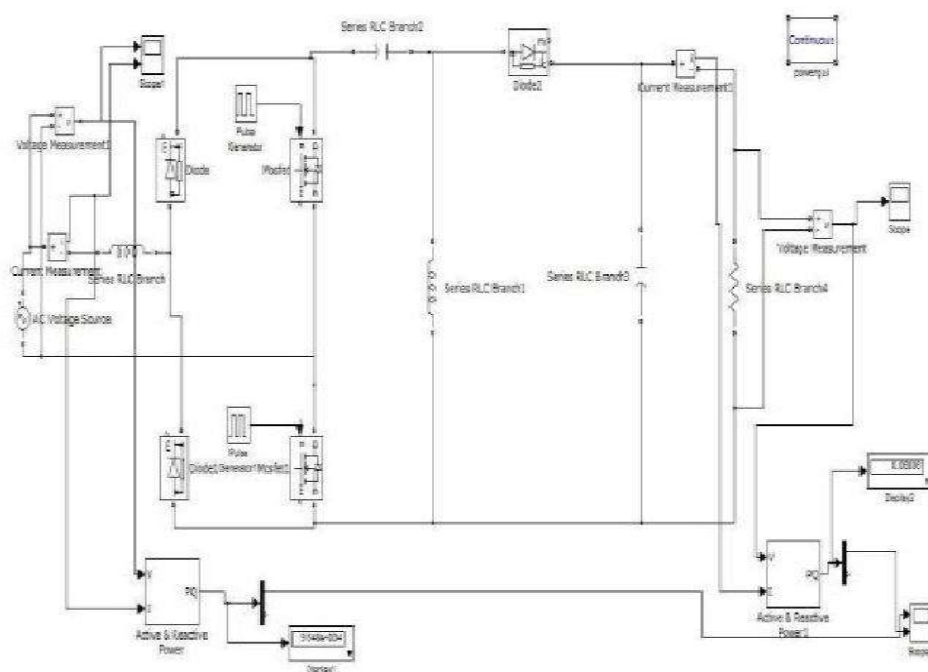 Series RLC Branch2
Continuous
powergui
Scope1
Diode2
Current Measurement1
Pulse
Generator
Voltage Measurement1
Diode
Mosfet
Scope
Voltage Measurement
Current Measurement
Series RLC Branch
Series RLC Branch1
Series RLC Branch3
Series RLC Branch4
AC Voltage Source
Pulse
Generator1
Diode1
Mosfet1
Display2
V
I
PQ
Active & Reactive
Power
V
I
PQ
Active & Reactive
Power1
Display1